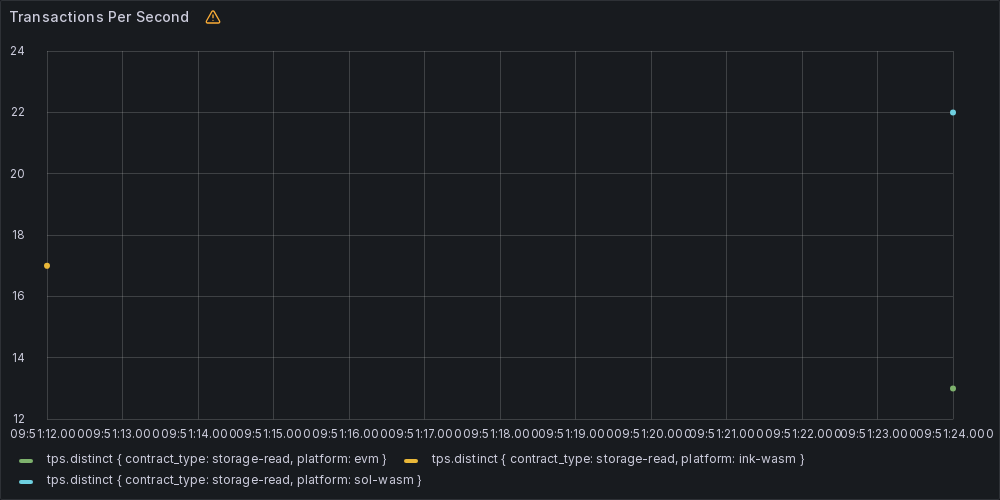 Transactions Per Second
24
22
20
18
16
14
12
09:51:12.000 09:51:13.000 09:51:14.000 09:51:15.000 09:51:16.000 09:51:17.000 09:51:18.000 09:51:19.000 09:51:20.000 09:51:21.000 09:51:22.000 09:51:23.000 09:51:24.000
tps.distinct { contract_type: storage-read, platform: evm } tps.distinct { contract_type: storage-read, platform: ink-wasm }
tps.distinct { contract_type: storage-read, platform: sol-wasm }